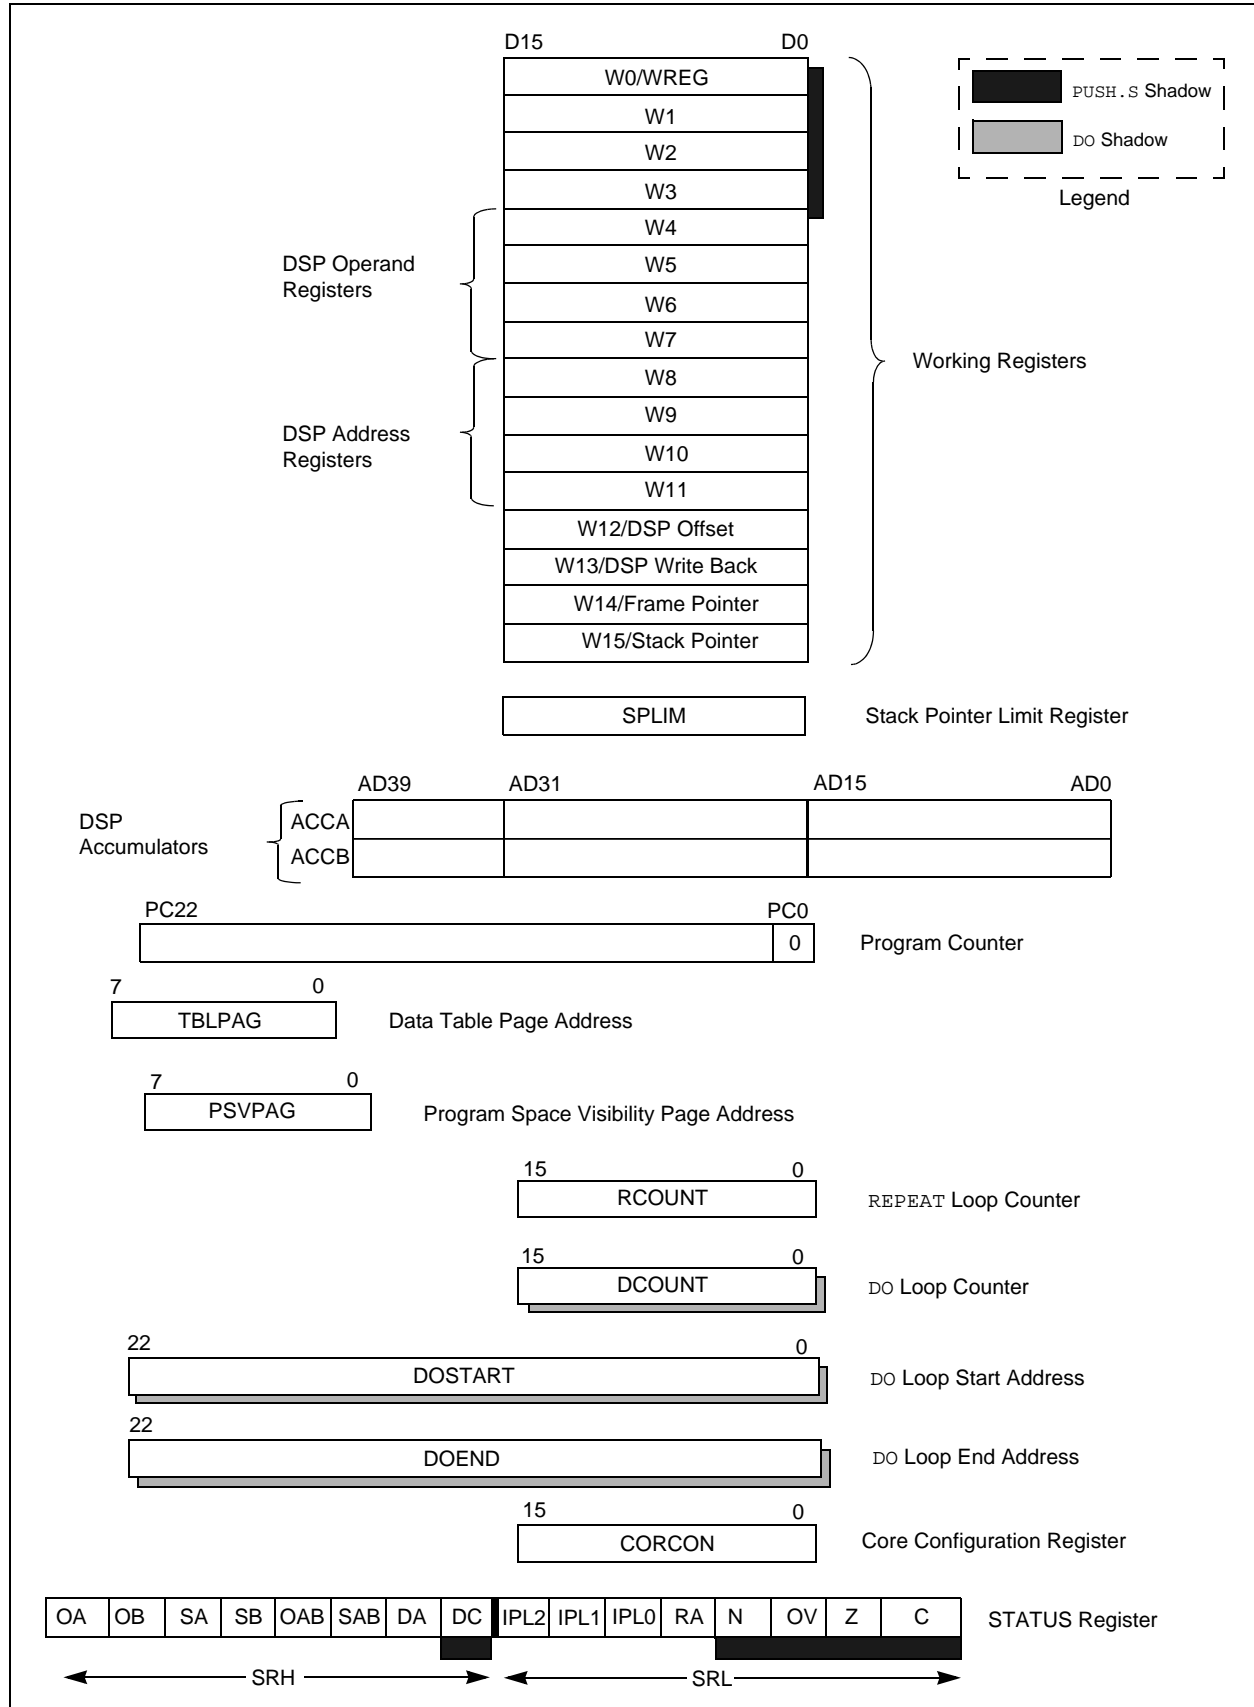 D15 D0
W0/WREG
PUSH.S Shadow
W1
DO Shadow
W2
W3
Legend
W4
DSP Operand
Registers
W5
W6
W7
Working Registers
W8
W9
DSP Address
Registers
W10
W11
W12/DSP Offset
W13/DSP Write Back
W14/Frame Pointer
W15/Stack Pointer
SPLIM Stack Pointer Limit Register
AD39 AD31 AD15 AD0
DSP
Accumulators
ACCA
ACCB
PC22 PC0
0 Program Counter
7 0
TBLPAG Data Table Page Address
7 0
PSVPAG Program Space Visibility Page Address
15 0
RCOUNT REPEAT Loop Counter
15 0
DCOUNT DO Loop Counter
22 0
DOSTART DO Loop Start Address
22
DOEND DO Loop End Address
15 0
CORCON Core Configuration Register
OA OB SA SB OAB SAB DA DC IPL2 IPL1 IPL0 RA N OV Z C STATUS Register
SRH SRL